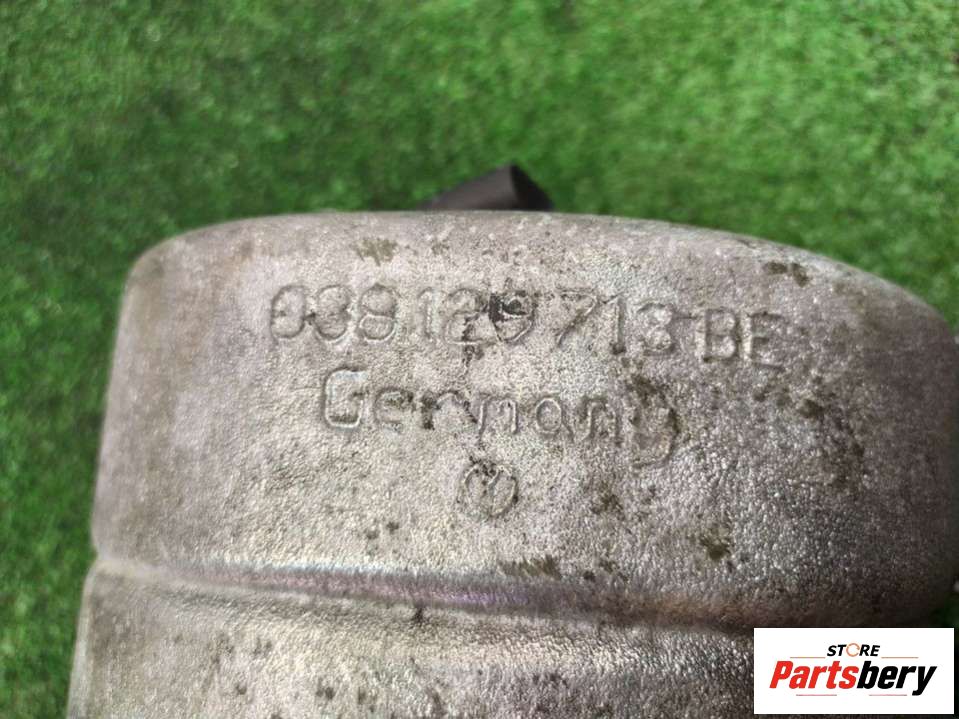 038 129 713 BE
Germany
STORE
Partsbery